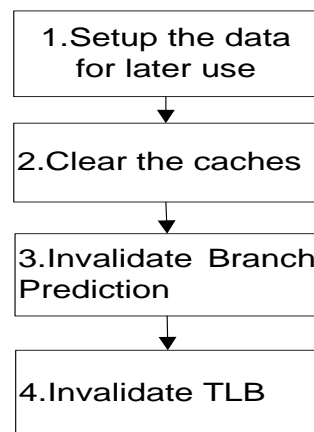 1.Setup the data
for later use
2.Clear the caches
3.Invalidate Branch
Prediction
4.Invalidate TLB